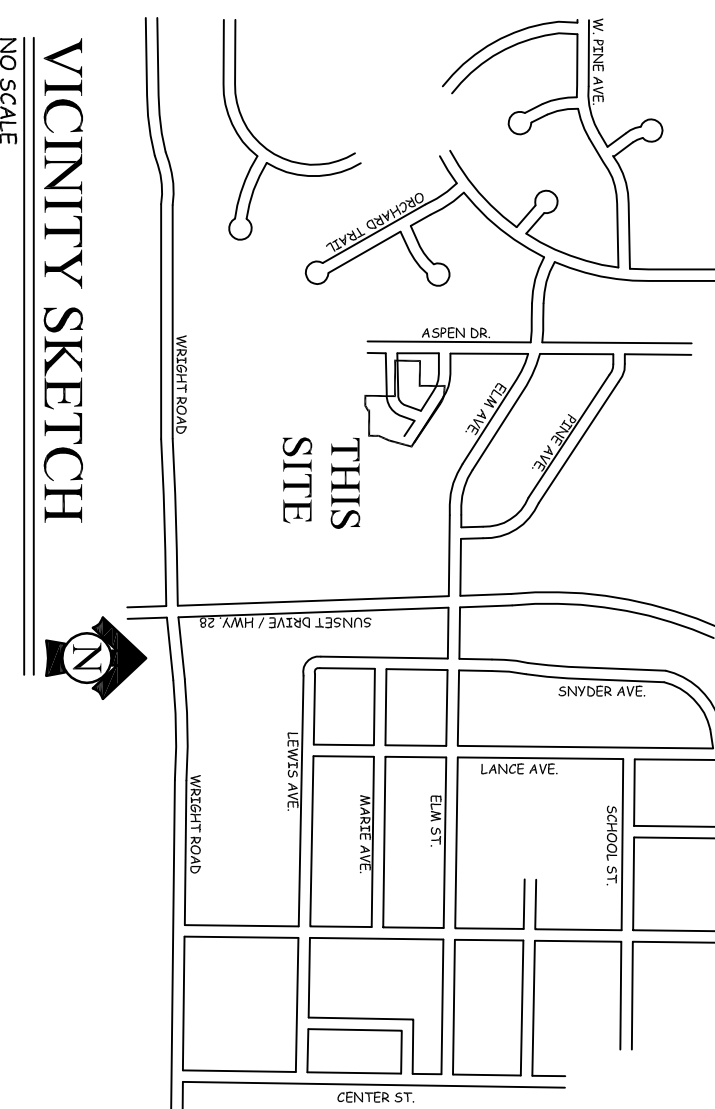 W. PINE AVE.
ORCHARD TRAIL
ASPEN DR.
WRIGHT ROAD
ELM AVE.
PINE AVE.
THIS
SITE
SUNSET DRIVE / HWY. 28
SNYDER AVE.
LEWIS AVE.
LANCE AVE.
MARIE AVE.
ELM ST.
SCHOOL ST.
WRIGHT ROAD
CENTER ST.
N
VICINITY SKETCH
NO SCALE